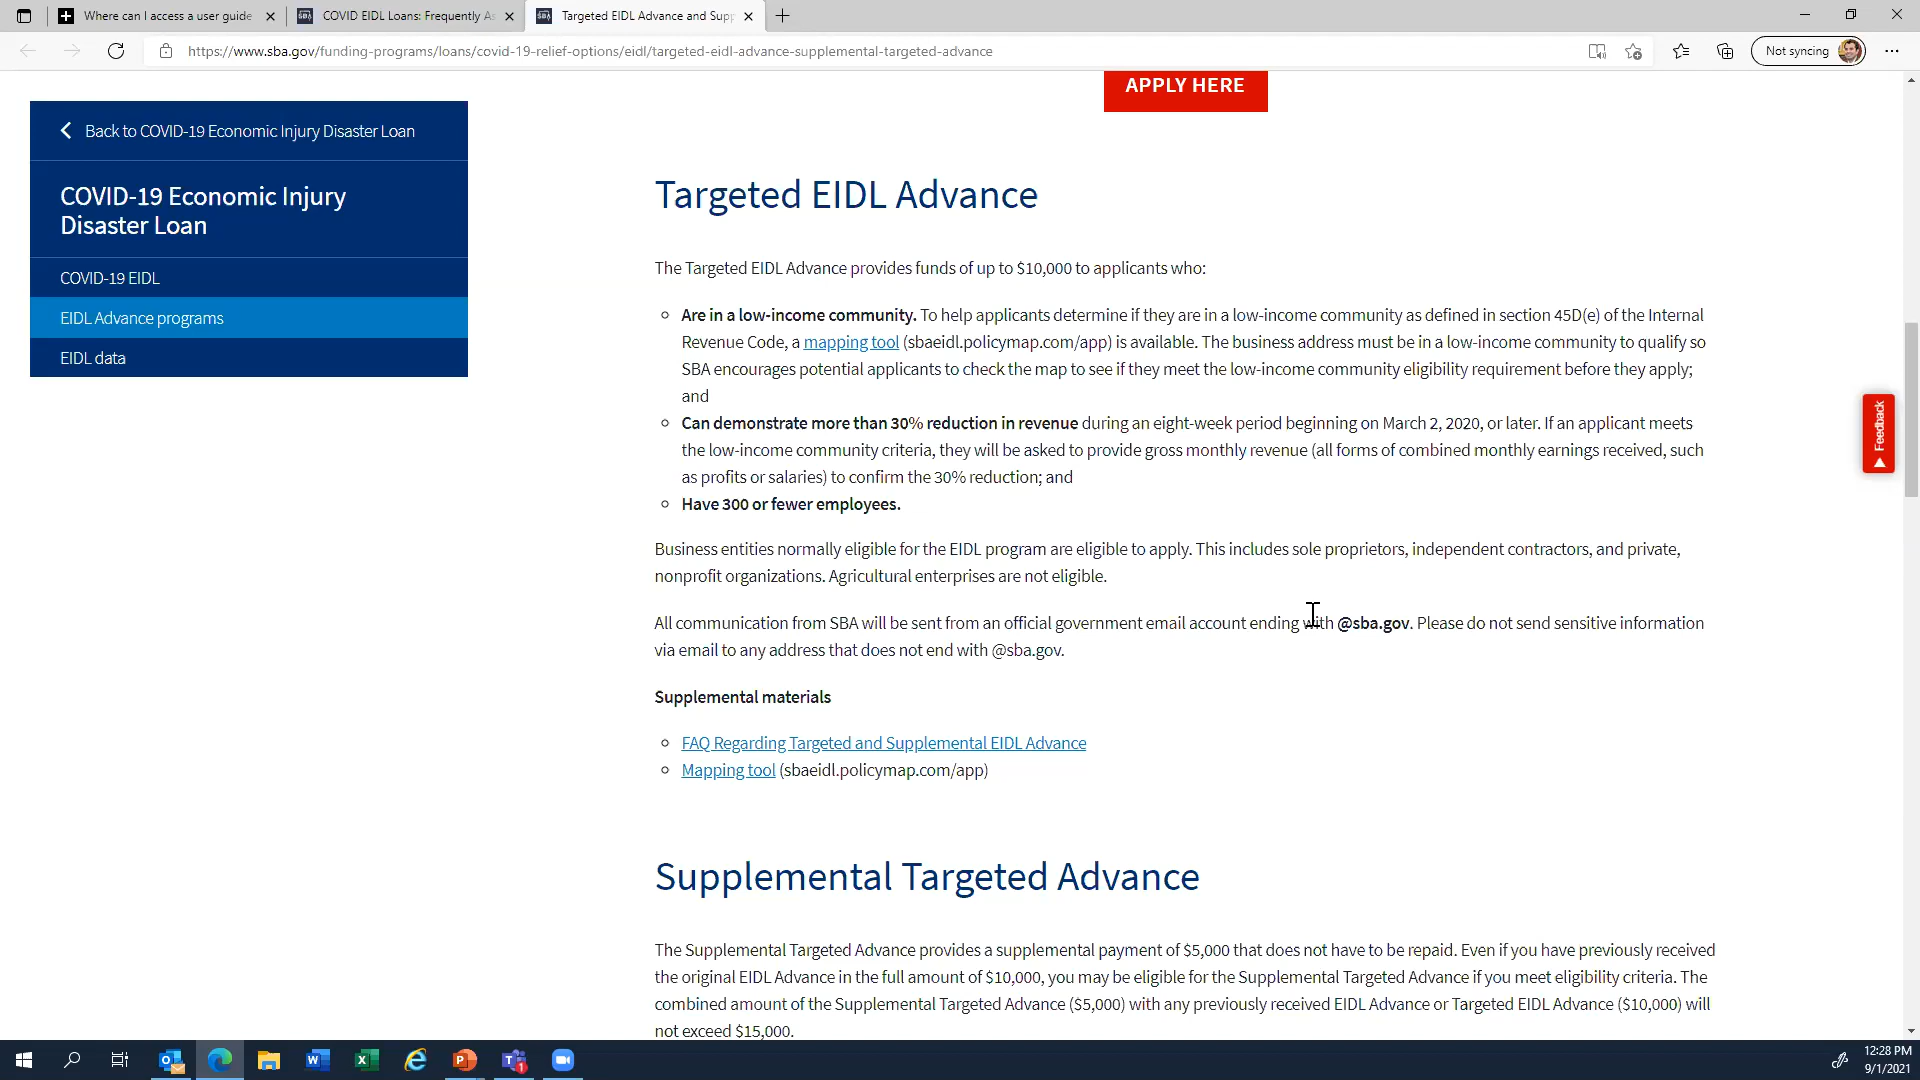 Where can I access a user guide
COVID EIDL Loans: Frequently As
Targeted EIDL Advance and Supp
https://www.sba.gov/funding-programs/loans/covid-19-relief-options/eidl/targeted-eidl-advance-supplemental-targeted-advance
Not syncing
APPLY HERE
Back to COVID-19 Economic Injury Disaster Loan
COVID-19 Economic Injury
Disaster Loan
COVID-19 EIDL
EIDL Advance programs
EIDL data
Targeted EIDL Advance
The Targeted EIDL Advance provides funds of up to $10,000 to applicants who:
Are in a low-income community. To help applicants determine if they are in a low-income community as defined in section 45D(e) of the Internal
Revenue Code, a mapping tool (sbaeidl.policymap.com/app) is available. The business address must be in a low-income community to qualify so
SBA encourages potential applicants to check the map to see if they meet the low-income community eligibility requirement before they apply;
and
Can demonstrate more than 30% reduction in revenue during an eight-week period beginning on March 2, 2020, or later. If an applicant meets
the low-income community criteria, they will be asked to provide gross monthly revenue (all forms of combined monthly earnings received, such
as profits or salaries) to confirm the 30% reduction; and
Have 300 or fewer employees.
Business entities normally eligible for the EIDL program are eligible to apply. This includes sole proprietors, independent contractors, and private,
nonprofit organizations. Agricultural enterprises are not eligible.
All communication from SBA will be sent from an official government email account ending with @sba.gov. Please do not send sensitive information
via email to any address that does not end with @sba.gov.
Supplemental materials
FAQ Regarding Targeted and Supplemental EIDL Advance
Mapping tool (sbaeidl.policymap.com/app)
Supplemental Targeted Advance
The Supplemental Targeted Advance provides a supplemental payment of $5,000 that does not have to be repaid. Even if you have previously received
the original EIDL Advance in the full amount of $10,000, you may be eligible for the Supplemental Targeted Advance if you meet eligibility criteria. The
combined amount of the Supplemental Targeted Advance ($5,000) with any previously received EIDL Advance or Targeted EIDL Advance ($10,000) will
not exceed $15,000.
Feedback
12:28 PM
9/1/2021